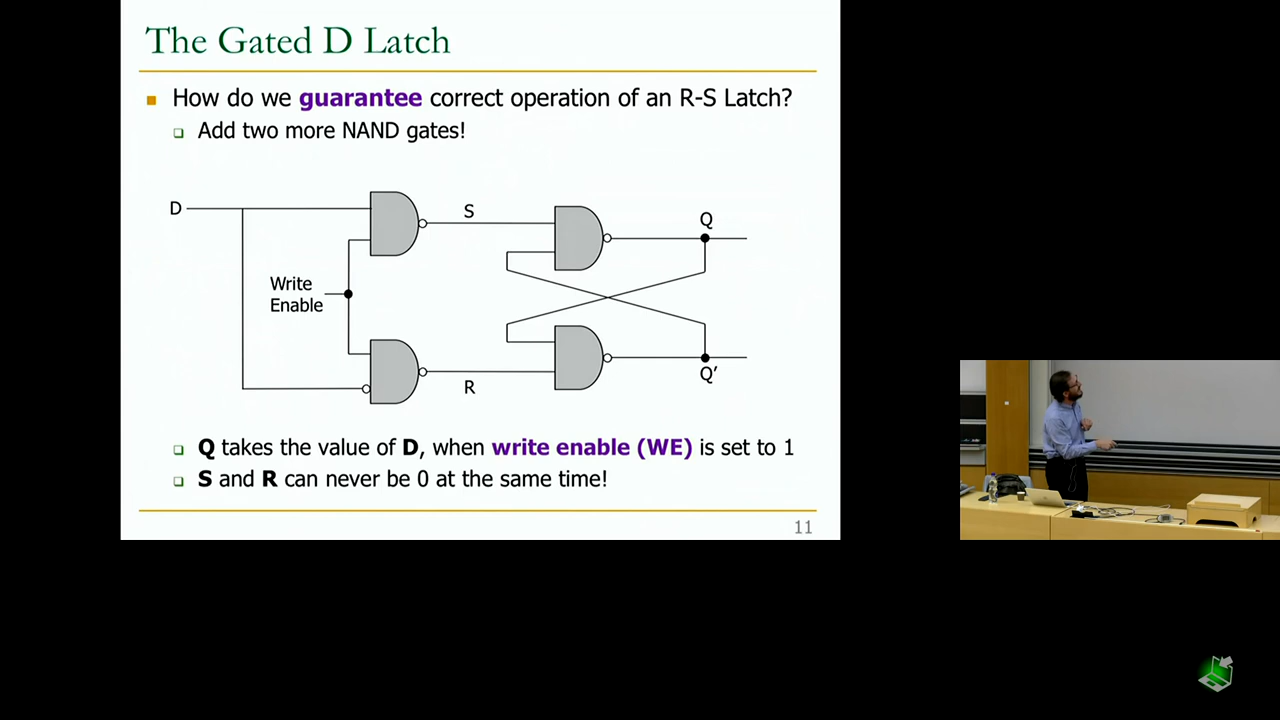 The Gated D Latch
How do we guarantee correct operation of an R-S Latch?
Add two more NAND gates!
D
S
Q
Write
Enable
R
Q'
Q takes the value of D, when write enable (WE) is set to 1
S and R can never be 0 at the same time!
11